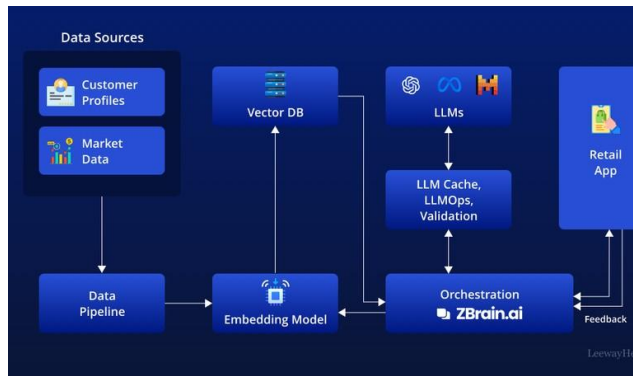 Data Sources
Customer
Profiles
Market
Data
Vector DB
LLMs
Retail
App
LLM Cache,
LLMOps,
Validation
Data
Pipeline
Embedding Model
Orchestration
ZBrain.ai
Feedback
LeewayHo